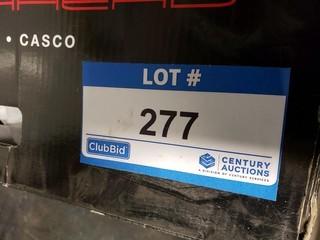 • CASCO
LOT #
277
ClubBid
CENTURY
AUCTIONS
A DIVISION OF CENTURY SERVICES